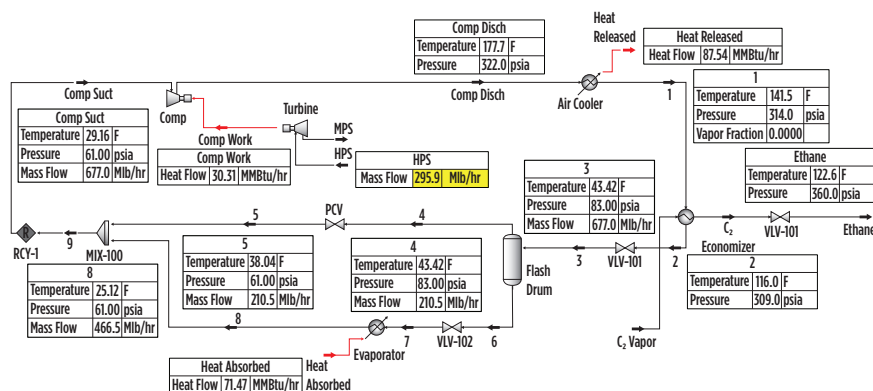 Comp Disch
Temperature 177.7 F
Pressure 322.0 psia
Heat
Released
Heat Released
Heat Flow 87.54 MMBtu/hr
Comp Suct
Comp Disch
Air Cooler
1
1
Temperature 141.5 F
Pressure 314.0 psia
Vapor Fraction 0.0000
Comp Suct
Temperature 29.16 F
Pressure 61.00 psia
Mass Flow 677.0 Mlb/hr
Comp
Turbine
MPS
HPS
Comp Work
Comp Work
Heat Flow 30.31 MMBtu/hr
HPS
Mass Flow 295.9 Mlb/hr
3
Temperature 43.42 F
Pressure 83.00 psia
Mass Flow 677.0 Mlb/hr
Ethane
Temperature 122.6 F
Pressure 360.0 psia
5
PCV
4
C2
VLV-101
Ethane
R
RCY-1
9
MIX-100
Flash
Drum
3
VLV-101
2
Economizer
5
Temperature 38.04 F
Pressure 61.00 psia
Mass Flow 210.5 Mlb/hr
4
Temperature 43.42 F
Pressure 83.00 psia
Mass Flow 210.5 Mlb/hr
2
Temperature 116.0 F
Pressure 309.0 psia
8
Temperature 25.12 F
Pressure 61.00 psia
Mass Flow 466.5 Mlb/hr
8
Evaporator
7
VLV-102
6
C2 Vapor
Heat Absorbed
Heat Flow 71.47 MMBtu/hr
Heat
Absorbed